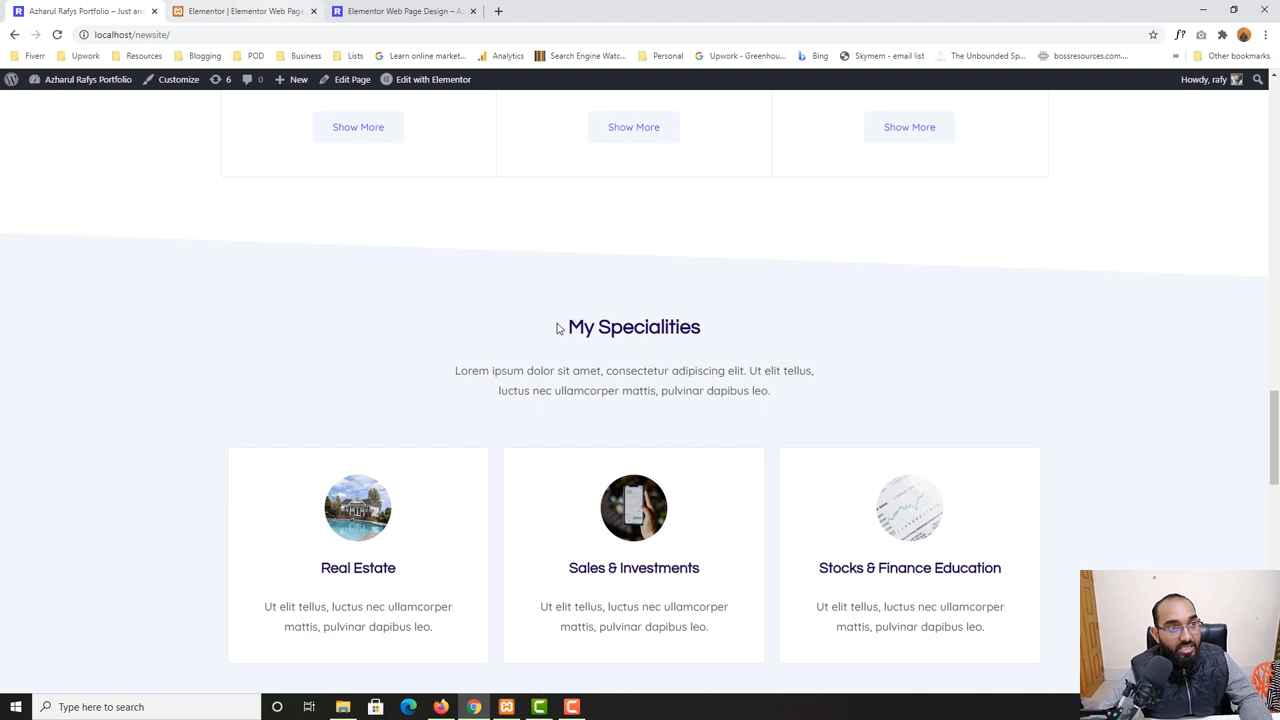 Azharul Rafys Portfolio – Just an
Elementor | Elementor Web Page
Elementor Web Page Design – Az
localhost/newsite/
f?
Fiverr
Upwork
Resources
Blogging
POD
Business
Lists
Learn online market...
Analytics
Search Engine Watc...
Personal
Upwork - Greenhou...
Bing
Skymem - email list
The Unbounded Sp...
bossresources.com...
»
Other bookmarks
Azharul Rafys Portfolio
Customize
6
0
New
Edit Page
Edit with Elementor
Howdy, rafy
Show More
Show More
Show More
My Specialities
Lorem ipsum dolor sit amet, consectetur adipiscing elit. Ut elit tellus,
luctus nec ullamcorper mattis, pulvinar dapibus leo.
Real Estate
Sales & Investments
Stocks & Finance Education
Ut elit tellus, luctus nec ullamcorper
mattis, pulvinar dapibus leo.
Ut elit tellus, luctus nec ullamcorper
mattis, pulvinar dapibus leo.
Ut elit tellus, luctus nec ullamcorper
mattis, pulvinar dapibus leo.
Type here to search